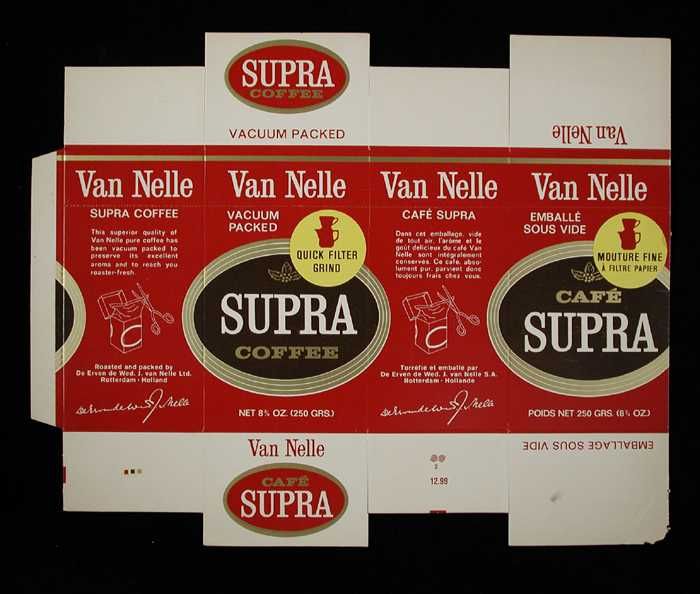 SUPRA
COFFEE
VACUUM PACKED
Van Nelle
Van Nelle
SUPRA COFFEE
This superior quality of
Van Nelle pure coffee has
been vacuum packed to
preserve its excellent
aroma and to reach you
roaster-fresh.
Roasted and packed by
De Erven de Wed. J. van Nelle Ltd.
Rotterdam - Holland
Van Nelle
VACUUM
PACKED
QUICK FILTER
GRIND
SUPRA
COFFEE
NET 8¾ OZ. (250 GRS.)
Van Nelle
CAFÉ SUPRA
Dans cet emballage, vide
de tout air, l'arôme et le
goût délicieux du café Van
Nelle sont intégralement
conservés. Ce café, abso-
lument pur, parvient donc
toujours frais chez vous.
Torréfié et emballé par
De Erven de Wed. J. van Nelle S.A.
Rotterdam - Hollande
Van Nelle
EMBALLÉ
SOUS VIDE
MOUTURE FINE
À FILTRE PAPIER
CAFÉ
SUPRA
POIDS NET 250 GRS. (8¾ OZ.)
Van Nelle
CAFÉ
SUPRA
2
12.99
EMBALLAGE SOUS VIDE